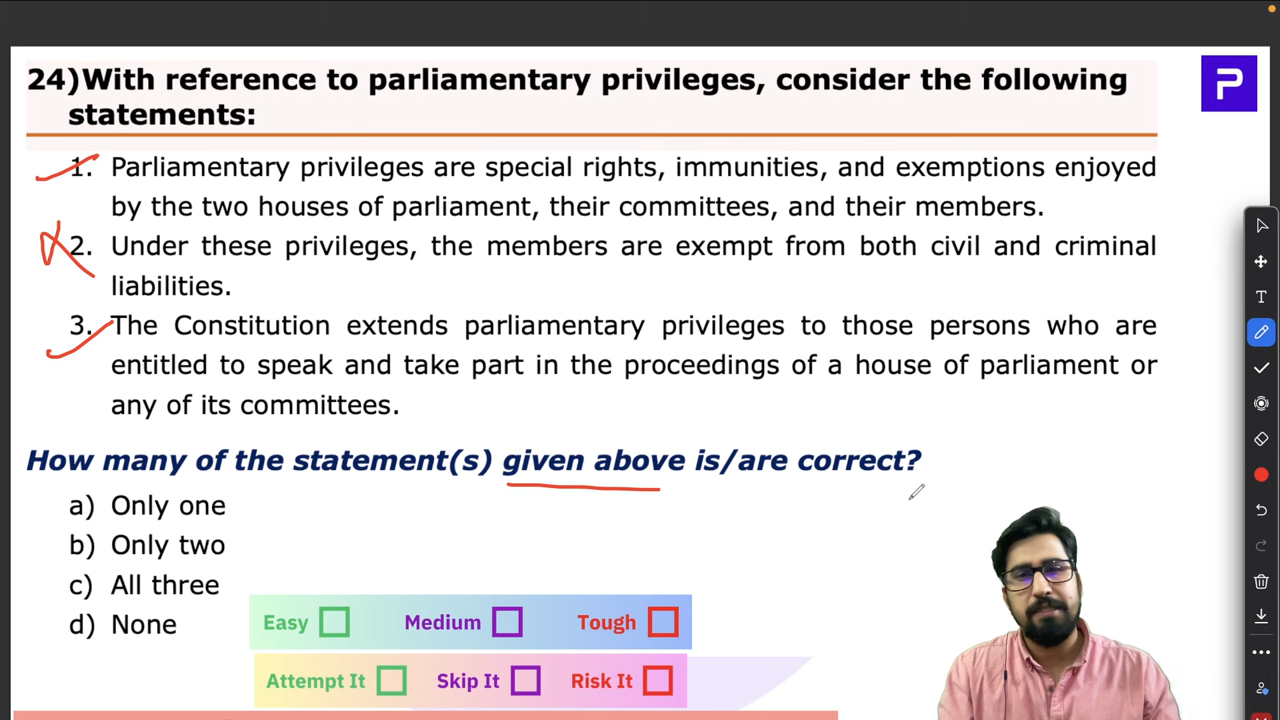 24)With reference to parliamentary privileges, consider the following
statements:
P
1. Parliamentary privileges are special rights, immunities, and exemptions enjoyed
by the two houses of parliament, their committees, and their members.
2. Under these privileges, the members are exempt from both civil and criminal
liabilities.
3. The Constitution extends parliamentary privileges to those persons who are
entitled to speak and take part in the proceedings of a house of parliament or
any of its committees.
How many of the statement(s) given above is/are correct?
a) Only one
b) Only two
c) All three
d) None
Easy Medium Tough
Attempt It Skip It Risk It